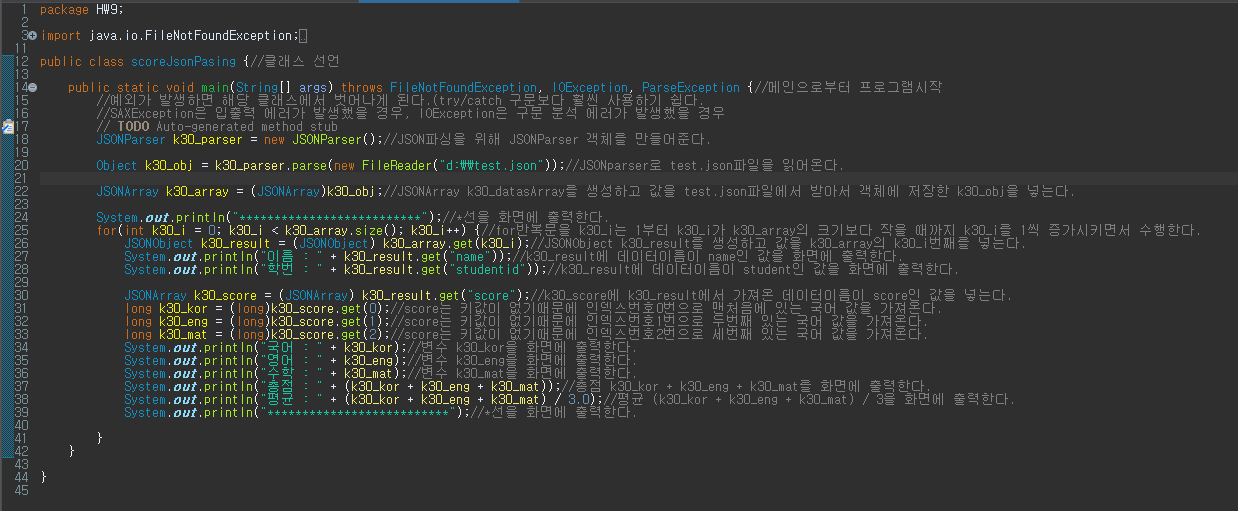 1 package HW9;
2
3 import java.io.FileNotFoundException;
11
12 public class scoreJsonPasing {//클래스 선언
13
14 public static void main(String[] args) throws FileNotFoundException, IOException, ParseException {//메인으로부터 프로그램시작
15 //예외가 발생하면 해당 클래스에서 벗어나게 된다.(try/catch 구문보다 훨씬 사용하기 쉽다.
16 //SAXException은 입출력 에러가 발생했을 경우, IOException은 구문 분석 에러가 발생했을 경우
17 // TODO Auto-generated method stub
18 JSONParser k30_parser = new JSONParser();//JSON파싱을 위해 JSONParser 객체를 만들어준다.
19
20 Object k30_obj = k30_parser.parse(new FileReader("d:₩₩test.json"));//JSONparser로 test.json파일을 읽어온다.
21
22 JSONArray k30_array = (JSONArray)k30_obj;//JSONArray k30_datasArray를 생성하고 값을 test.json파일에서 받아서 객체에 저장한 k30_obj을 넣는다.
23
24 System.out.println("**************************");//*선을 화면에 출력한다.
25 for(int k30_i = 0; k30_i < k30_array.size(); k30_i++) {//for반복문을 k30_i는 1부터 k30_i가 k30_array의 크기보다 작을 때까지 k30_i를 1씩 증가시키면서 수행한다.
26 JSONObject k30_result = (JSONObject) k30_array.get(k30_i);//JSONObject k30_result를 생성하고 값을 k30_array의 k30_i번째를 넣는다.
27 System.out.println("이름 : " + k30_result.get("name"));//k30_result에 데이터이름이 name인 값을 화면에 출력한다.
28 System.out.println("학번 : " + k30_result.get("studentid"));//k30_result에 데이터이름이 student인 값을 화면에 출력한다.
29
30 JSONArray k30_score = (JSONArray) k30_result.get("score");//k30_score에 k30_result에서 가져온 데이터이름이 score인 값을 넣는다.
31 long k30_kor = (long)k30_score.get(0);//score는 키값이 없기때문에 인덱스번호0번으로 맨처음에 있는 국어 값을 가져온다.
32 long k30_eng = (long)k30_score.get(1);//score는 키값이 없기때문에 인덱스번호1번으로 두번째 있는 국어 값을 가져온다.
33 long k30_mat = (long)k30_score.get(2);//score는 키값이 없기때문에 인덱스번호2번으로 세번째 있는 국어 값을 가져온다.
34 System.out.println("국어 : " + k30_kor);//변수 k30_kor을 화면에 출력한다.
35 System.out.println("영어 : " + k30_eng);//변수 k30_eng을 화면에 출력한다.
36 System.out.println("수학 : " + k30_mat);//변수 k30_mat을 화면에 출력한다.
37 System.out.println("총점 : " + (k30_kor + k30_eng + k30_mat));//총점 k30_kor + k30_eng + k30_mat를 화면에 출력한다.
38 System.out.println("평균 : " + (k30_kor + k30_eng + k30_mat) / 3.0);//평균 (k30_kor + k30_eng + k30_mat) / 3을 화면에 출력한다.
39 System.out.println("**************************");//*선을 화면에 출력한다.
40
41 }
42 }
43
44 }
45